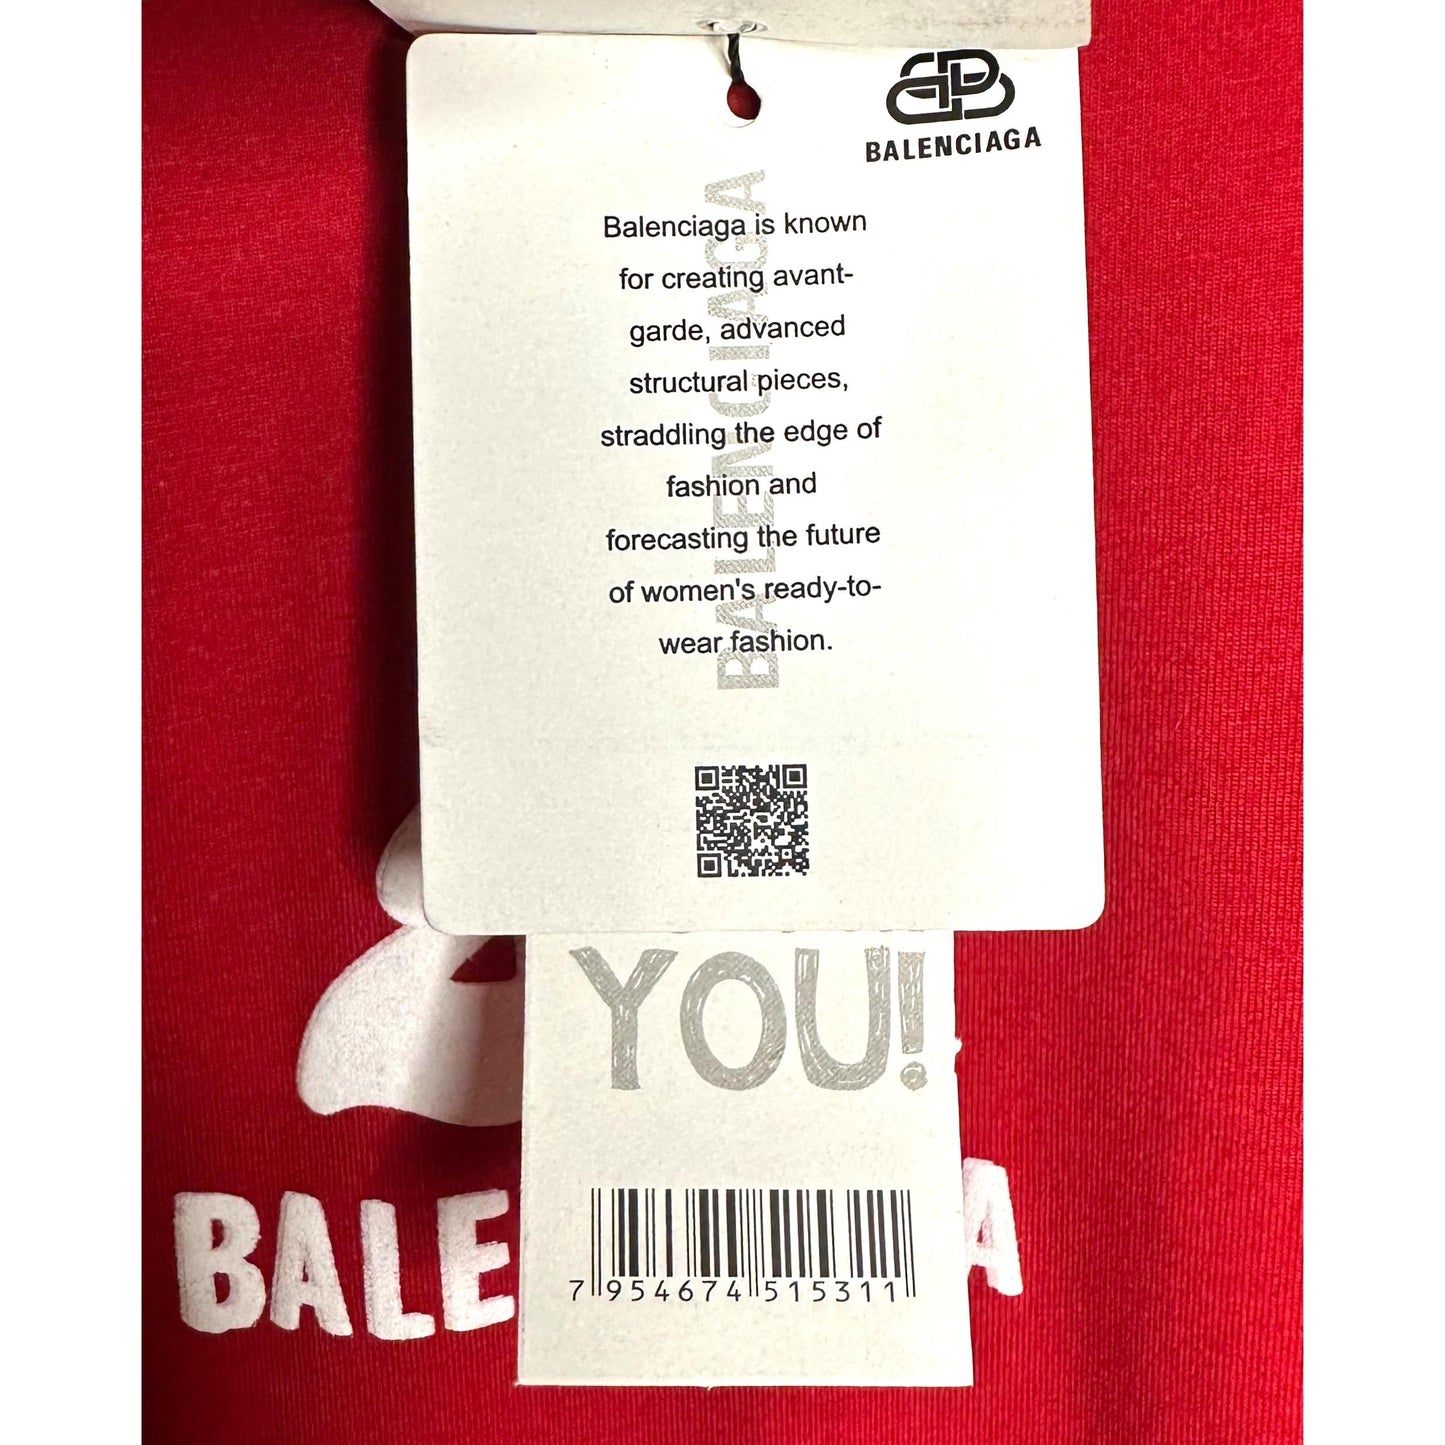 BALENCIAGA
Balenciaga is known
for creating avant-
garde, advanced
structural pieces,
straddling the edge of
fashion and
forecasting the future
of women's ready-to-
wear fashion.
BALENCIAGA
YOU!
7 954674 515311
BALE
A